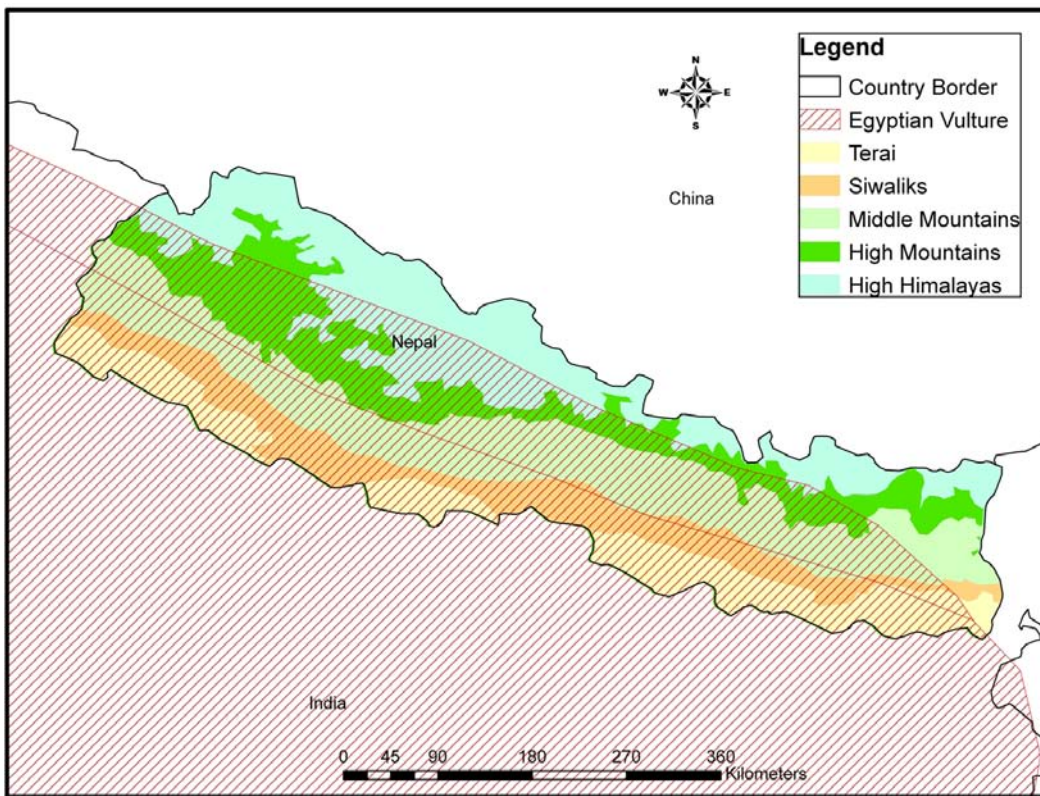 Legend
Country Border
Egyptian Vulture
Terai
Siwaliks
Middle Mountains
High Mountains
High Himalayas
N
W E
S
China
Nepal
India
0 45 90 180 270 360
Kilometers